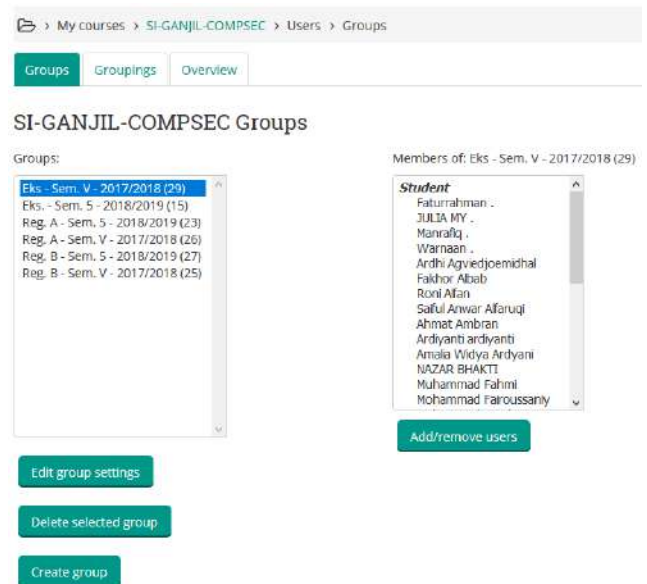 > My courses > SI-GANJIL-COMPSEC > Users > Groups
Groups Groupings Overview
SI-GANJIL-COMPSEC Groups
Groups:
Eks - Sem. V - 2017/2018 (29)
Eks. - Sem. 5 - 2018/2019 (15)
Reg. A - Sem. 5 - 2018/2019 (23)
Reg. A - Sem. V - 2017/2018 (26)
Reg. B - Sem. 5 - 2018/2019 (27)
Reg. B - Sem. V - 2017/2018 (25)
Edit group settings
Delete selected group
Create group
Members of: Eks - Sem. V - 2017/2018 (29)
Student
Faturrahman .
JULIA MY .
Manrafiq .
Warnaan .
Ardhi Agviedjoemidhal
Fakhor Albab
Roni Alfan
Saiful Anwar Alfaruqi
Ahmat Ambran
Ardiyanti ardiyanti
Amalia Widya Ardyani
NAZAR BHAKTI
Muhammad Fahmi
Mohammad Fairoussaniy
Add/remove users